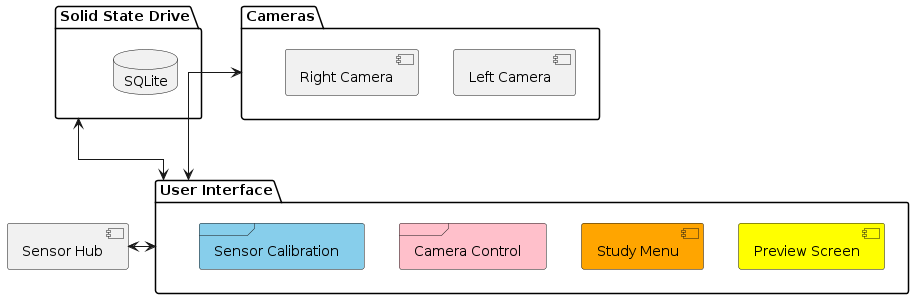 Solid State Drive
Cameras
SQLite
Right Camera
Left Camera
User Interface
Sensor Hub
Sensor Calibration
Camera Control
Study Menu
Preview Screen